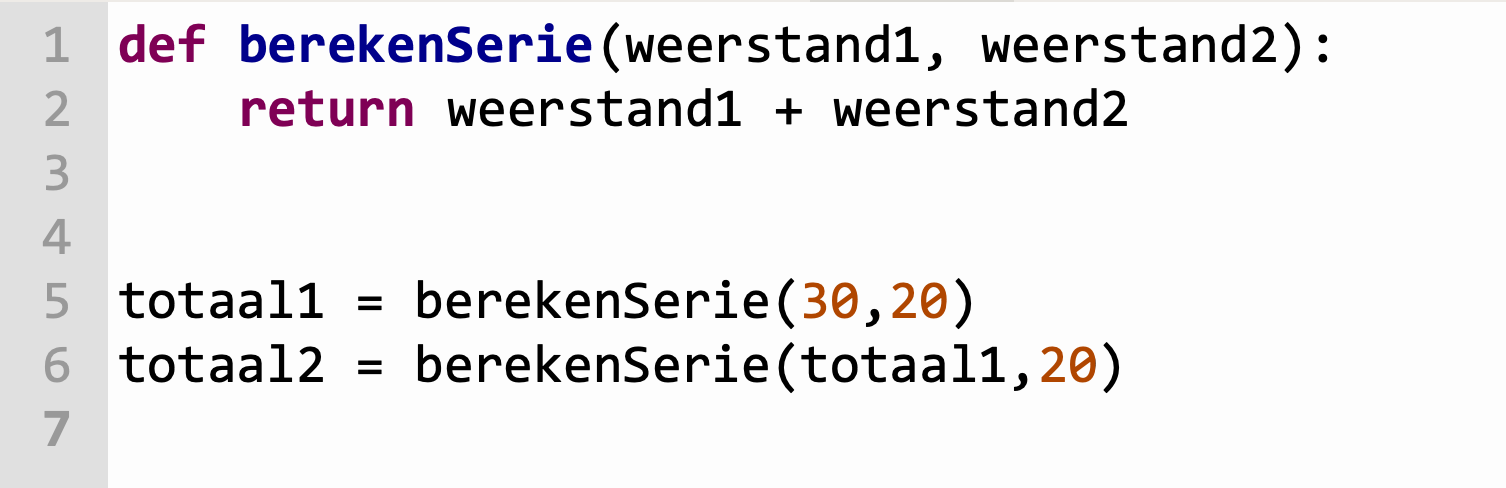 1 def berekenSerie(weerstand1, weerstand2):
2     return weerstand1 + weerstand2
3
4
5 totaal1 = berekenSerie(30,20)
6 totaal2 = berekenSerie(totaal1,20)
7